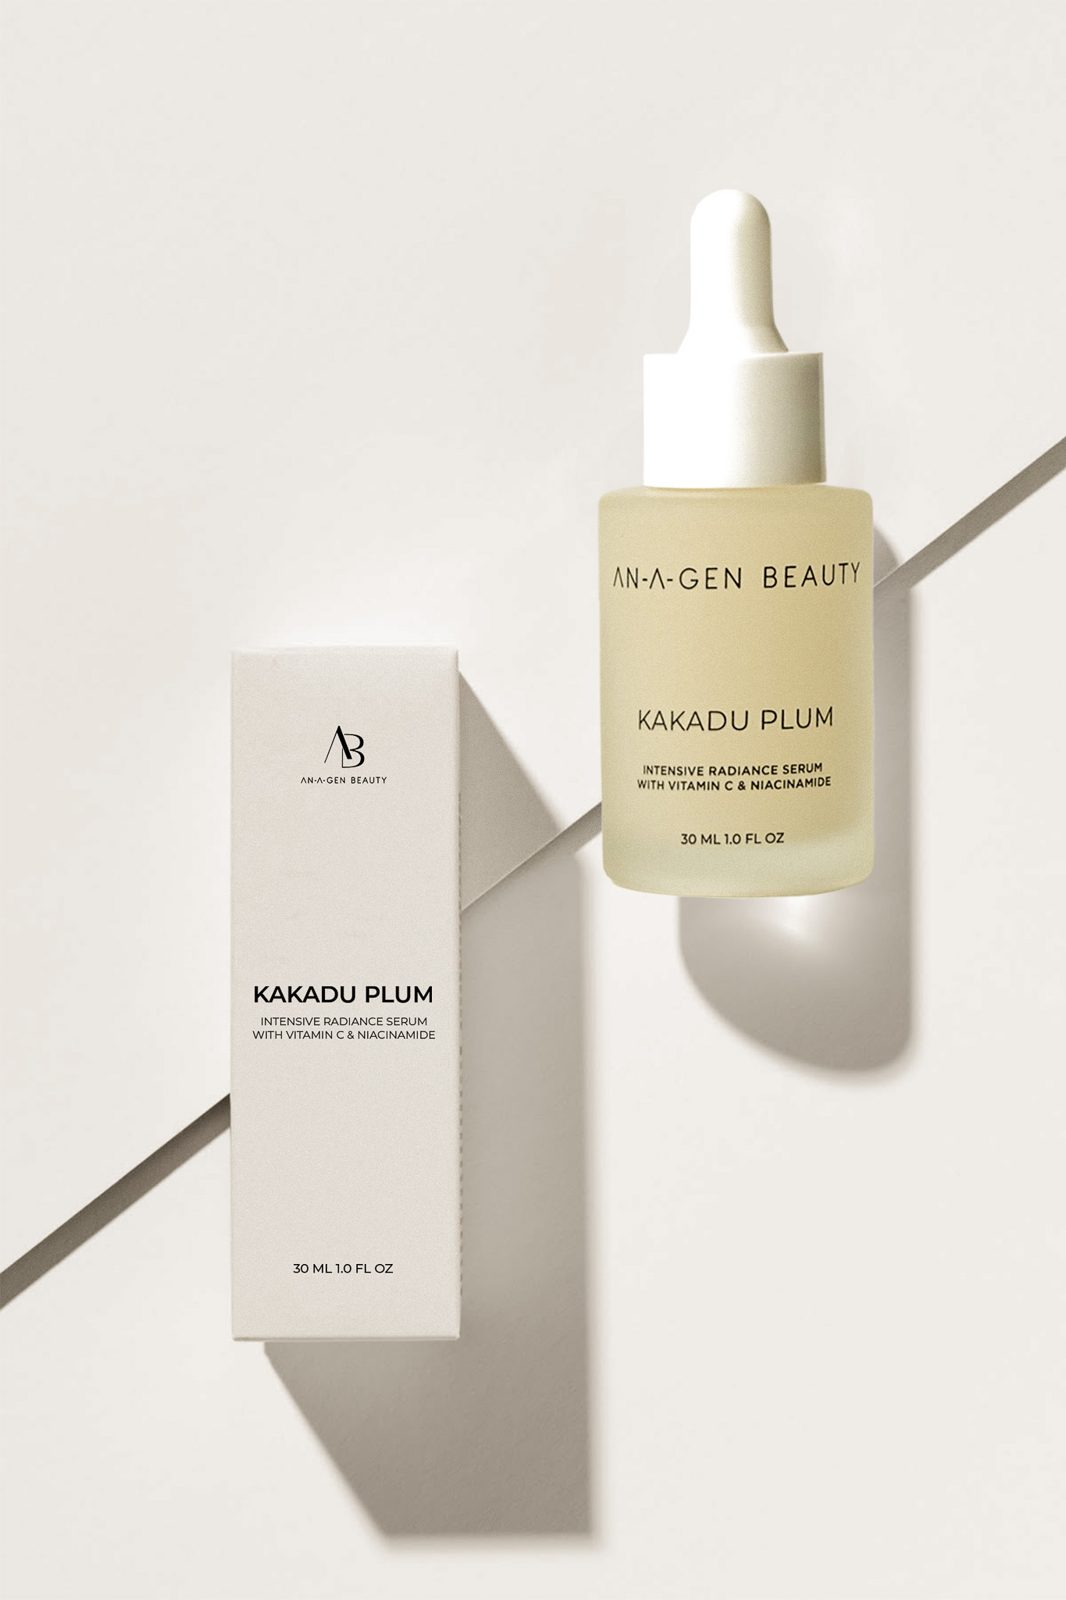 AN-A-GEN BEAUTY
KAKADU PLUM
INTENSIVE RADIANCE SERUM
WITH VITAMIN C & NIACINAMIDE
30 ML 1.0 FL OZ
AB
AN-A-GEN BEAUTY
KAKADU PLUM
INTENSIVE RADIANCE SERUM
WITH VITAMIN C & NIACINAMIDE
30 ML 1.0 FL OZ